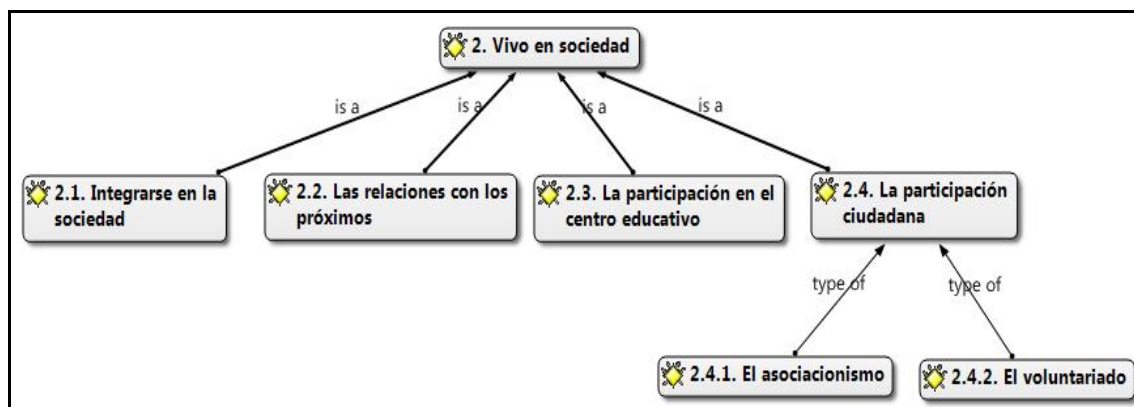 2. Vivo en sociedad
is a
is a
is a
is a
2.1. Integrarse en la
sociedad
2.2. Las relaciones con los
próximos
2.3. La participación en el
centro educativo
2.4. La participación
ciudadana
type of
type of
2.4.1. El asociacionismo
2.4.2. El voluntariado